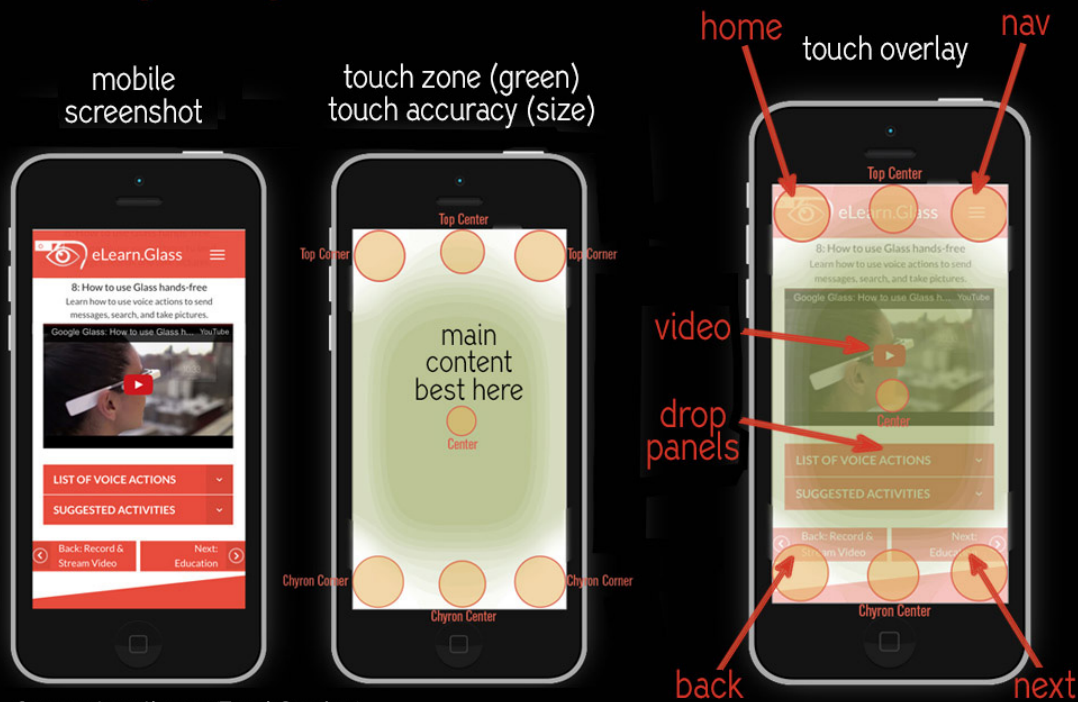 mobile
screenshot
eLearn.Glass
8: How to use Glass hands-free
Learn how to use voice actions to send
messages, search, and take pictures.
Google Glass: How to use Glass h... YouTube
LIST OF VOICE ACTIONS
SUGGESTED ACTIVITIES
Back: Record &
Stream Video
Next:
Education
touch zone (green)
touch accuracy (size)
Top Center
Top Corner
Top Corner
main
content
best here
Center
Chyron Corner
Chyron Corner
Chyron Center
home
nav
touch overlay
Top Center
eLearn.Glass
8: How to use Glass hands-free
Learn how to use voice actions to send
messages, search, and take pictures.
Google Glass: How to use Glass h... YouTube
video
Center
drop
panels
LIST OF VOICE ACTIONS
SUGGESTED ACTIVITIES
Back: Record &
Stream Video
Next:
Education
Chyron Center
back
next